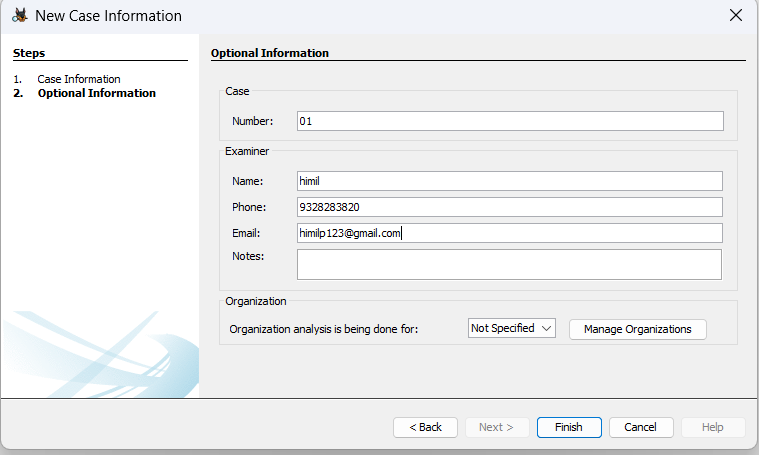 New Case Information
Steps
1. Case Information
2. Optional Information
Optional Information
Case
Number: 01
Examiner
Name: himil
Phone: 9328283820
Email: himilp123@gmail.com
Notes:
Organization
Organization analysis is being done for: Not Specified Manage Organizations
< Back Next > Finish Cancel Help